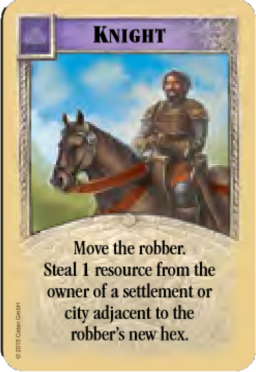 KNIGHT
Move the robber.
Steal 1 resource from the
owner of a settlement or
city adjacent to the
robber's new hex.
© 2015 Catan GmbH